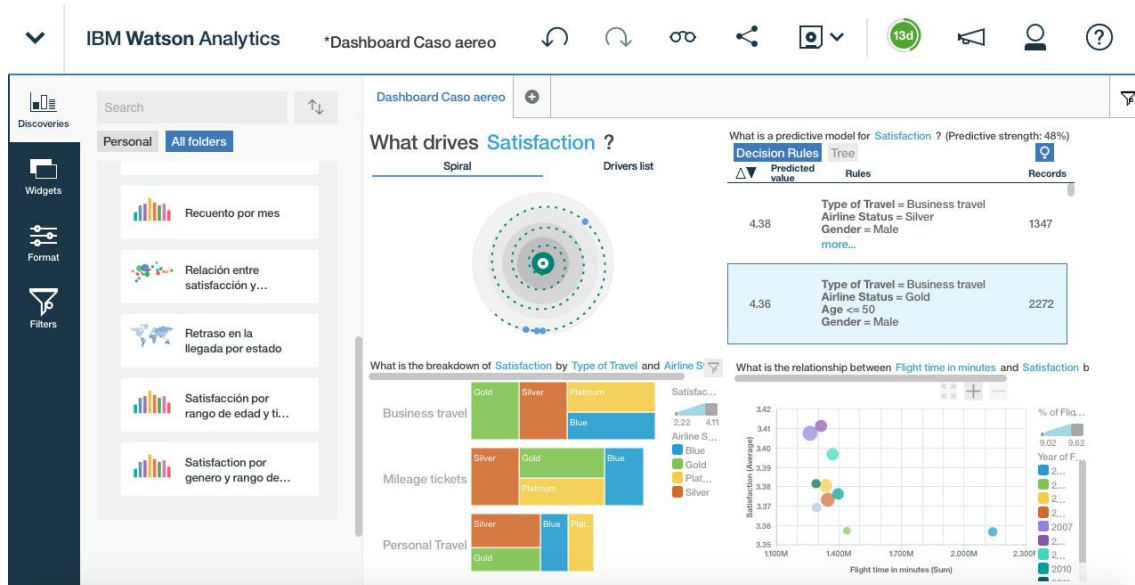 IBM Watson Analytics
*Dashboard Caso aereo
13d
Discoveries
Widgets
Format
Filters
Search
Personal
All folders
Recuento por mes
Relación entre
satisfacción y...
Retraso en la
llegada por estado
Satisfacción por
rango de edad y ti...
Satisfaction por
genero y rango de...
Dashboard Caso aereo
What drives Satisfaction ?
Spiral
Drivers list
What is a predictive model for Satisfaction ? (Predictive strength: 48%)
Decision Rules
Tree
Predicted
value
Rules
Records
4.38
Type of Travel = Business travel
Airline Status = Silver
Gender = Male
more...
1347
4.36
Type of Travel = Business travel
Airline Status = Gold
Age <= 50
Gender = Male
2272
What is the breakdown of Satisfaction by Type of Travel and Airline S
Business travel
Gold
Silver
Platinum
Blue
Mileage tickets
Silver
Gold
Platinum
Blue
Personal Travel
Silver
Gold
Blue
Plat...
Satisfac...
2.22 4.11
Airline S...
Blue
Gold
Plat...
Silver
What is the relationship between Flight time in minutes and Satisfaction b
Satisfaction (Average)
3.42
3.41
3.39
3.38
3.37
3.36
3.35
1.100M 1.400M 1.700M 2.000M 2.300M
Flight time in minutes (Sum)
% of Flig...
9.02 9.62
Year of F...
2...
2...
2...
2...
2007
2...
2...
2010